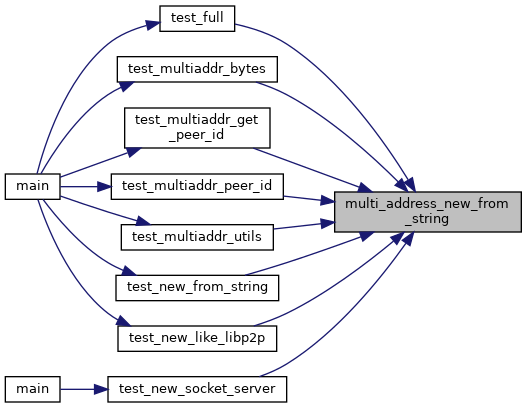 test_full
test_multiaddr_bytes
test_multiaddr_get
_peer_id
main
test_multiaddr_peer_id
multi_address_new_from
_string
test_multiaddr_utils
test_new_from_string
test_new_like_libp2p
main
test_new_socket_server